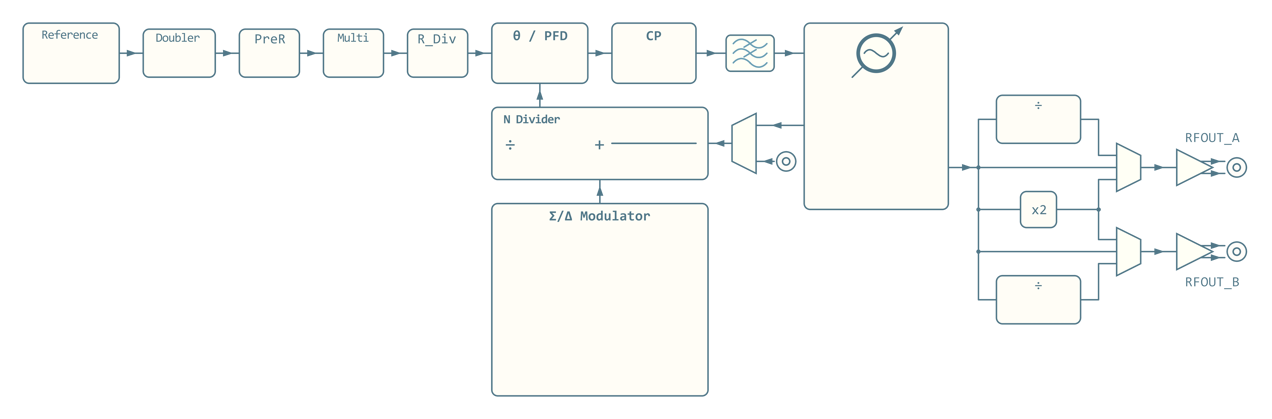 Reference
Doubler
PreR
Multi
R_Div
θ / PFD
CP
N Divider
÷ +
Σ/Δ Modulator
÷
RFOUT_A
x2
RFOUT_B
÷